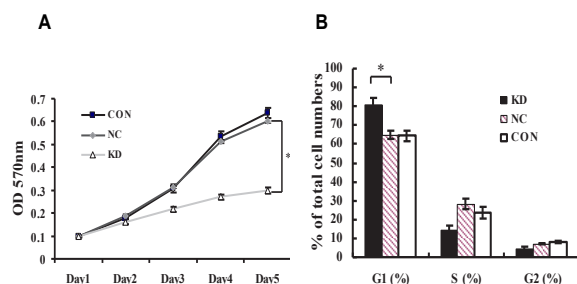 A
OD 570nm
0.7
0.6
0.5
0.4
0.3
0.2
0.1
0
CON
NC
KD
*
Day1 Day2 Day3 Day4 Day5
B
% of total cell numbers
100
90
80
70
60
50
40
30
20
10
0
*
KD
NC
CON
G1 (%) S (%) G2 (%)